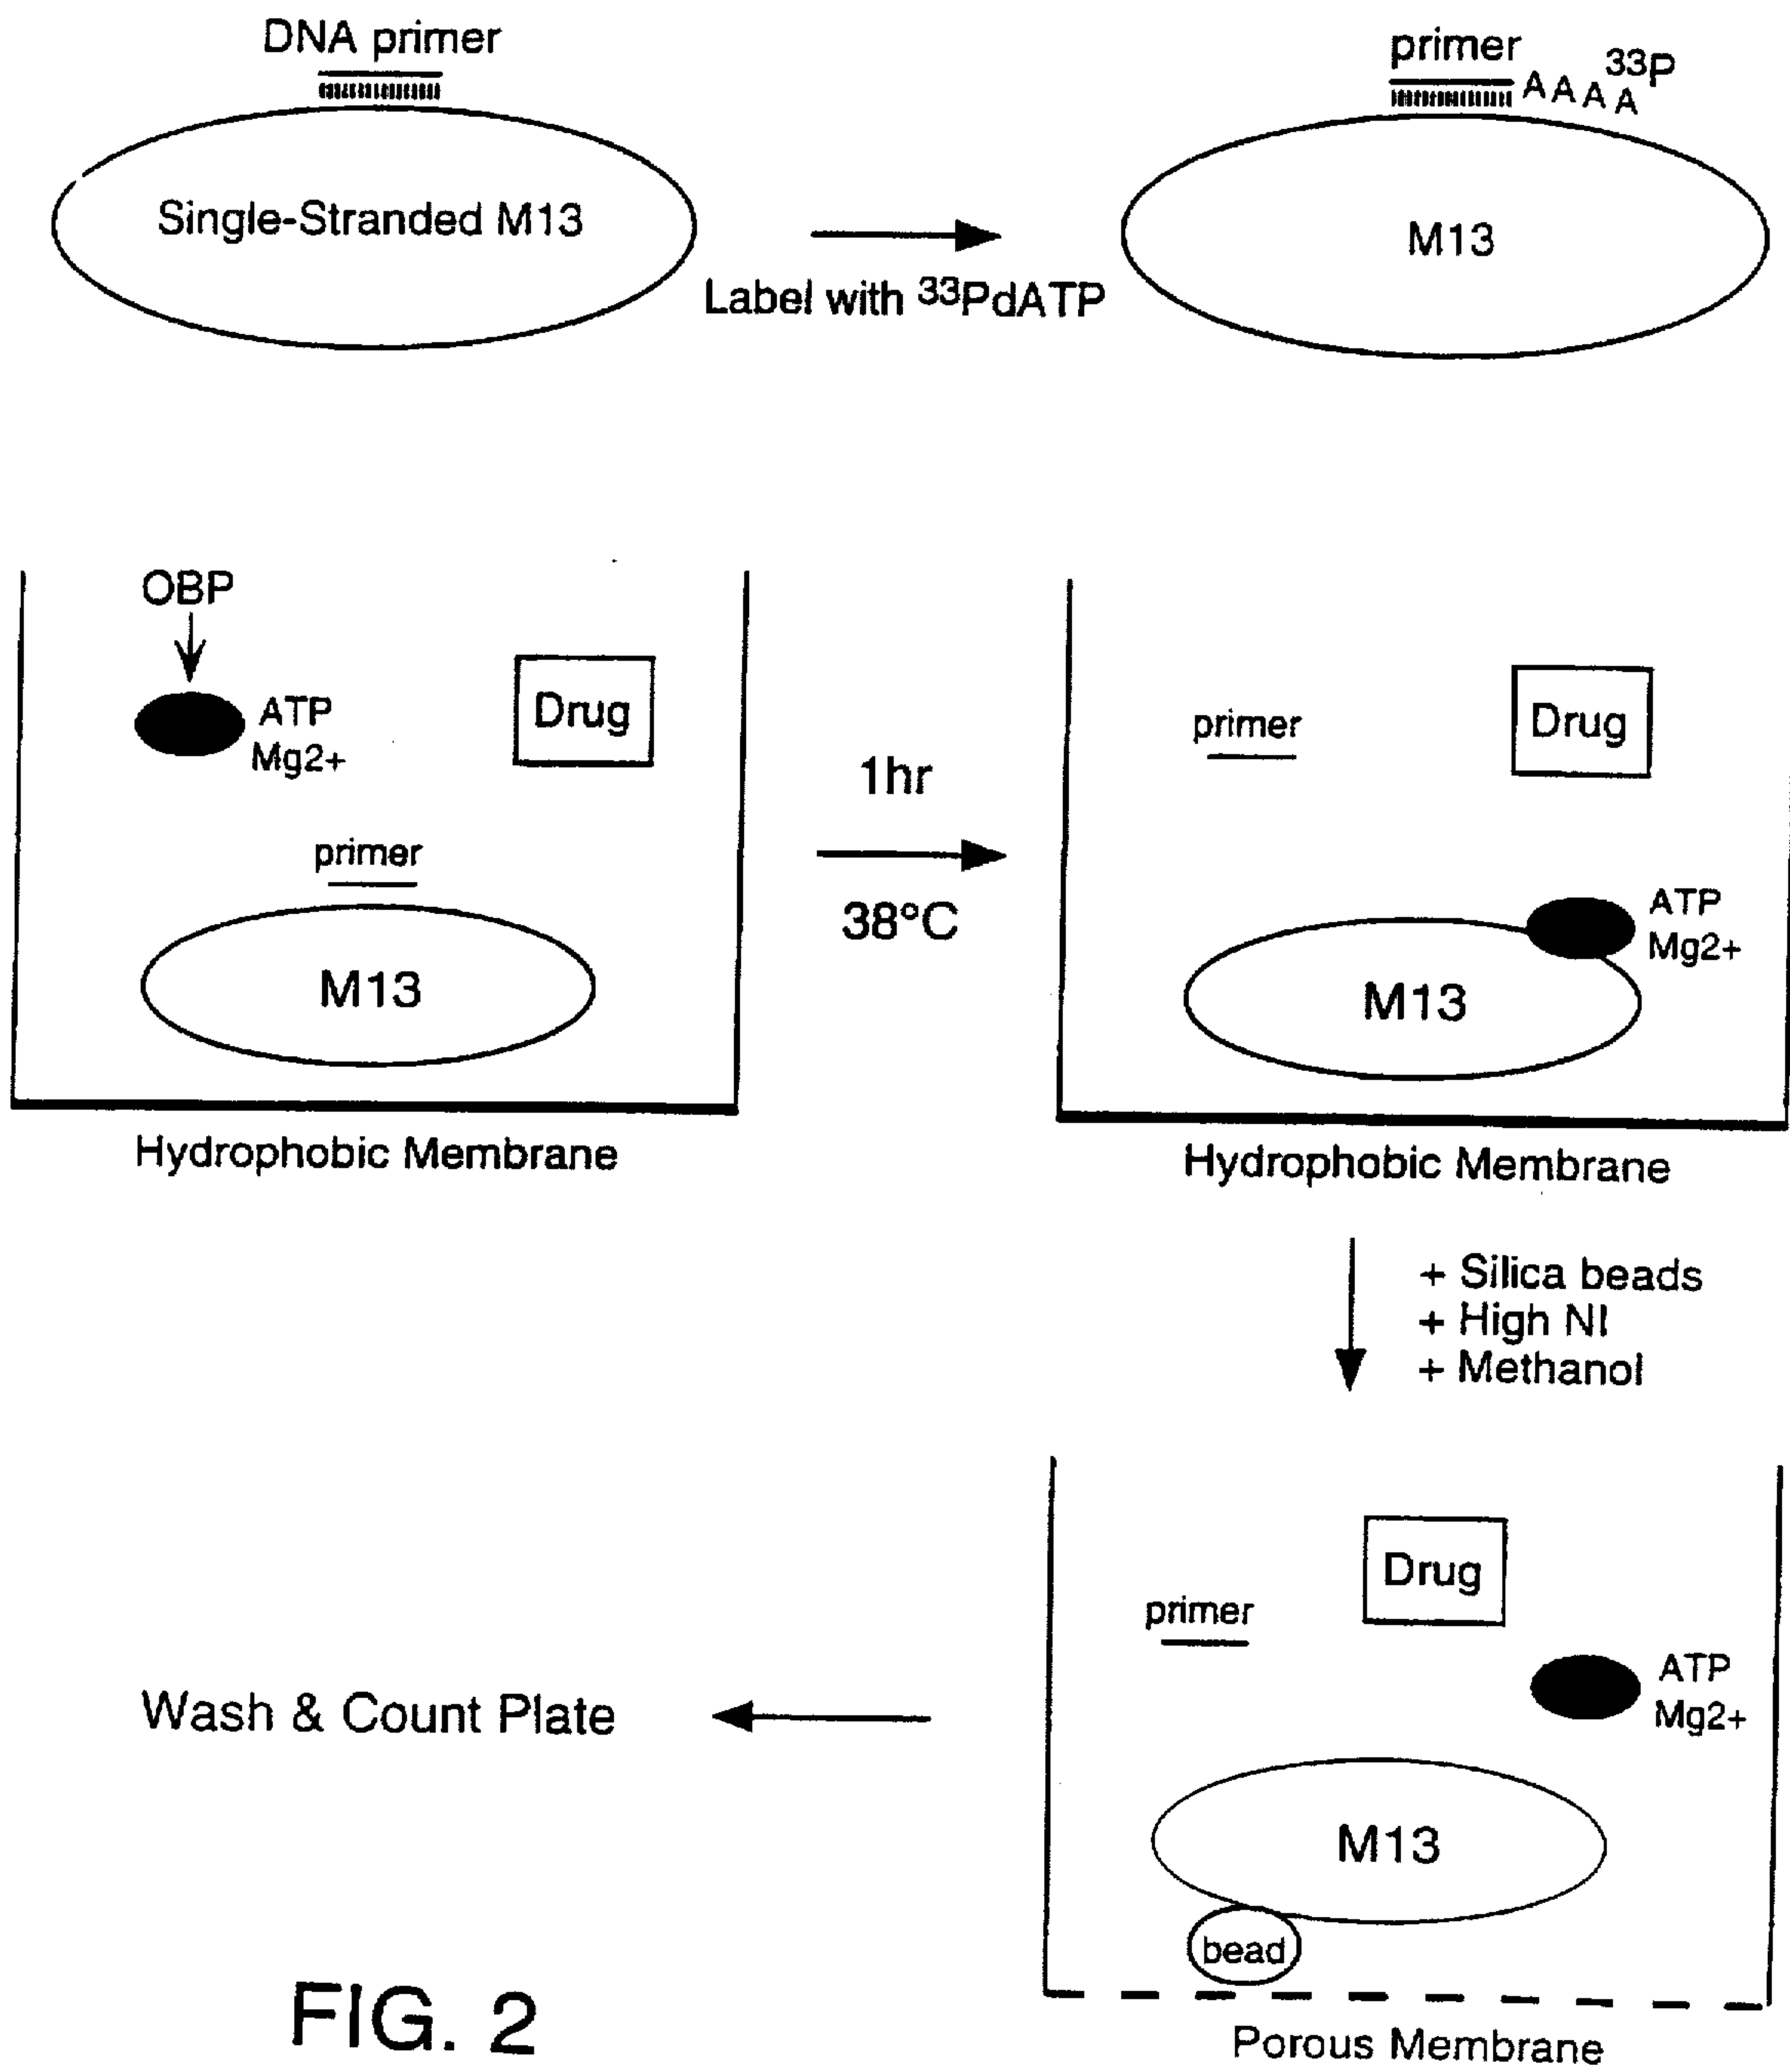 DNA primer
Single-Stranded M13
Label with ³³PdATP
primer
A A A A ³³P
M13
OBP
ATP
Mg2+
Drug
primer
M13
Hydrophobic Membrane
1hr
38°C
primer
Drug
ATP
Mg2+
M13
Hydrophobic Membrane
+ Silica beads
+ High NI
+ Methanol
Drug
primer
ATP
Mg2+
M13
bead
Porous Membrane
Wash & Count Plate
FIG. 2